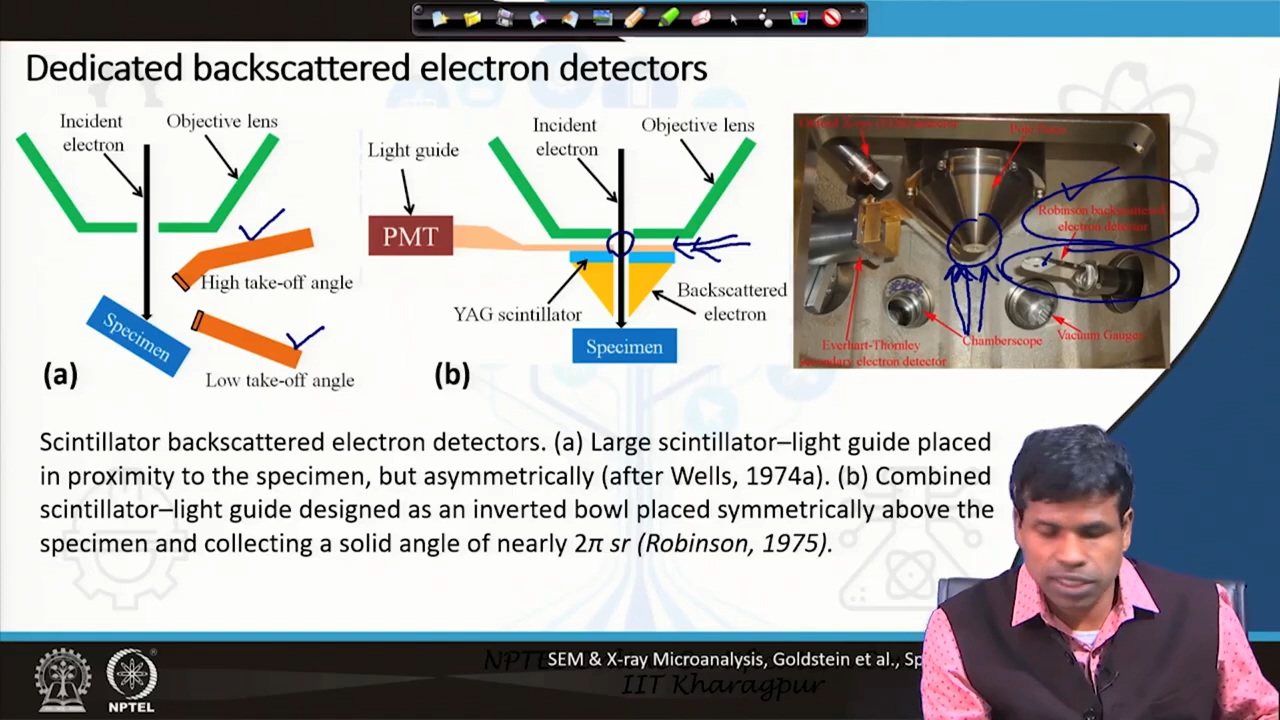 Dedicated backscattered electron detectors
Incident
electron
Objective lens
High take-off angle
Specimen
Low take-off angle
(a)
Light guide
Incident
electron
Objective lens
PMT
YAG scintillator
Backscattered
electron
Specimen
(b)
Pole Piece
Robinson backscattered
electron detector
Everhart-Thornley
secondary electron detector
Chamberscope
Vacuum Gauge
Scintillator backscattered electron detectors. (a) Large scintillator–light guide placed
in proximity to the specimen, but asymmetrically (after Wells, 1974a). (b) Combined
scintillator–light guide designed as an inverted bowl placed symmetrically above the
specimen and collecting a solid angle of nearly 2π sr (Robinson, 1975).
SEM & X-ray Microanalysis, Goldstein et al., Sp
NPTEL
IIT Kharagpur
NPTEL